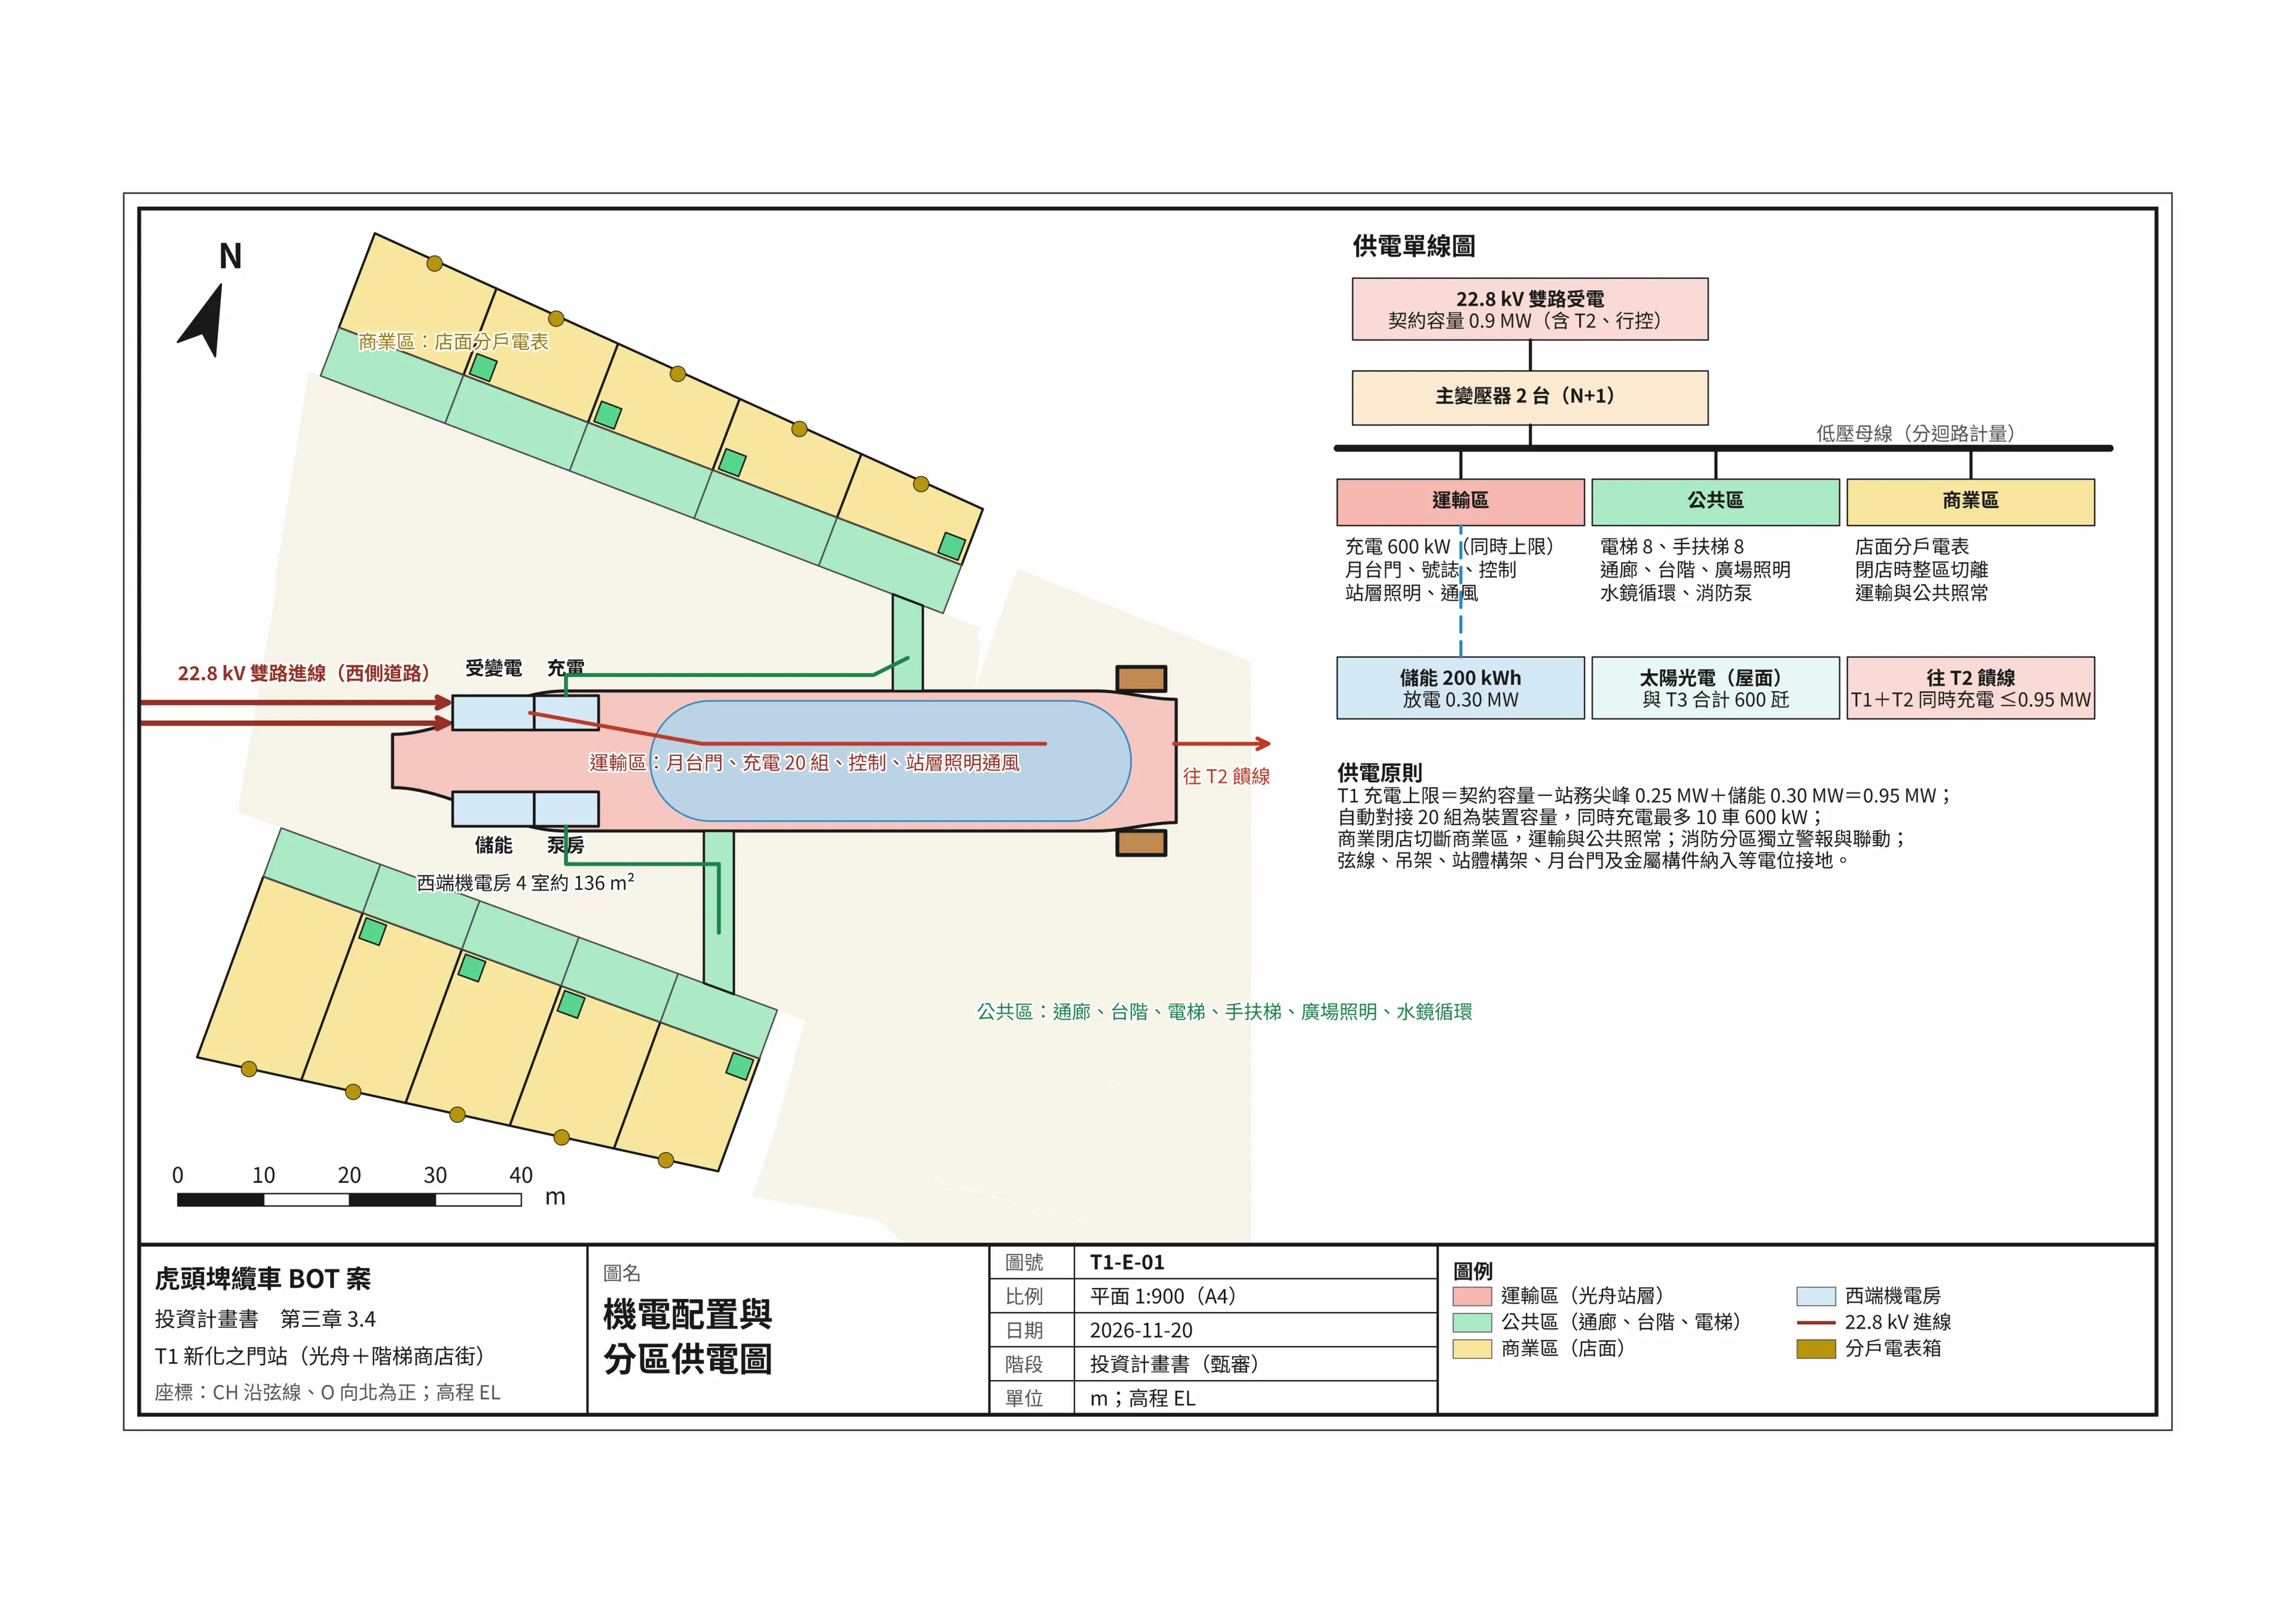 N
商業區：店面分戶電表
22.8 kV 雙路進線（西側道路）
受變電
充電
運輸區：月台門、充電 20 組、控制、站層照明通風
往 T2 饋線
儲能
泵房
西端機電房 4 室約 136 m²
公共區：通廊、台階、電梯、手扶梯、廣場照明、水鏡循環
0 10 20 30 40 m
供電單線圖
22.8 kV 雙路受電
契約容量 0.9 MW（含 T2、行控）
主變壓器 2 台（N+1）
低壓母線（分迴路計量）
運輸區
充電 600 kW（同時上限）
月台門、號誌、控制
站層照明、通風
公共區
電梯 8、手扶梯 8
通廊、台階、廣場照明
水鏡循環、消防泵
商業區
店面分戶電表
閉店時整區切離
運輸與公共照常
儲能 200 kWh
放電 0.30 MW
太陽光電（屋面）
與 T3 合計 600 瓩
往 T2 饋線
T1＋T2 同時充電 ≤0.95 MW
供電原則
T1 充電上限＝契約容量－站務尖峰 0.25 MW＋儲能 0.30 MW＝0.95 MW；
自動對接 20 組為裝置容量，同時充電最多 10 車 600 kW；
商業閉店切斷商業區，運輸與公共照常；消防分區獨立警報與聯動；
弦線、吊架、站體構架、月台門及金屬構件納入等電位接地。
虎頭埤纜車 BOT 案
投資計畫書　第三章 3.4
T1 新化之門站（光舟＋階梯商店街）
座標：CH 沿弦線、O 向北為正；高程 EL
圖名
機電配置與
分區供電圖
圖號 T1-E-01
比例 平面 1:900（A4）
日期 2026-11-20
階段 投資計畫書（甄審）
單位 m；高程 EL
圖例
運輸區（光舟站層）
公共區（通廊、台階、電梯）
商業區（店面）
西端機電房
22.8 kV 進線
分戶電表箱